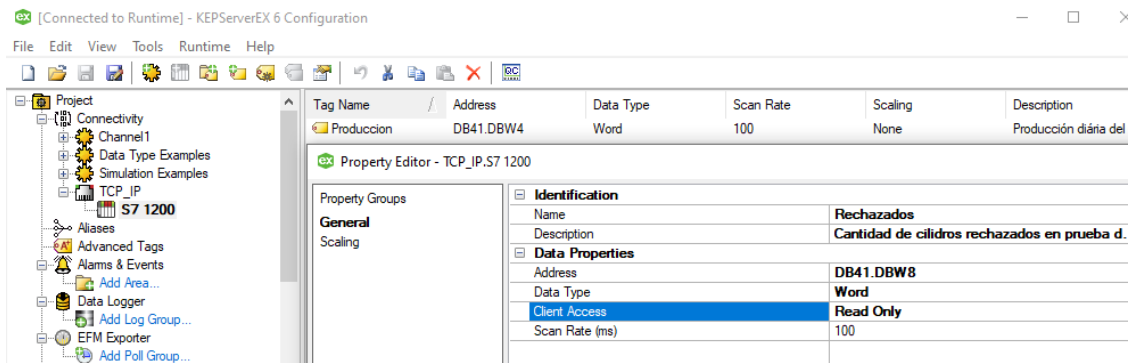 [Connected to Runtime] - KEPServerEX 6 Configuration
File Edit View Tools Runtime Help
Project
Connectivity
Channel1
Data Type Examples
Simulation Examples
TCP_IP
S7 1200
Aliases
Advanced Tags
Alarms & Events
Add Area...
Data Logger
Add Log Group...
EFM Exporter
Add Poll Group...
Tag Name Address Data Type Scan Rate Scaling Description
Produccion DB41.DBW4 Word 100 None Producción diária del
Property Editor - TCP_IP.S7 1200
Property Groups
General
Scaling
Identification
Name Rechazados
Description Cantidad de cilidros rechazados en prueba d.
Data Properties
Address DB41.DBW8
Data Type Word
Client Access Read Only
Scan Rate (ms) 100